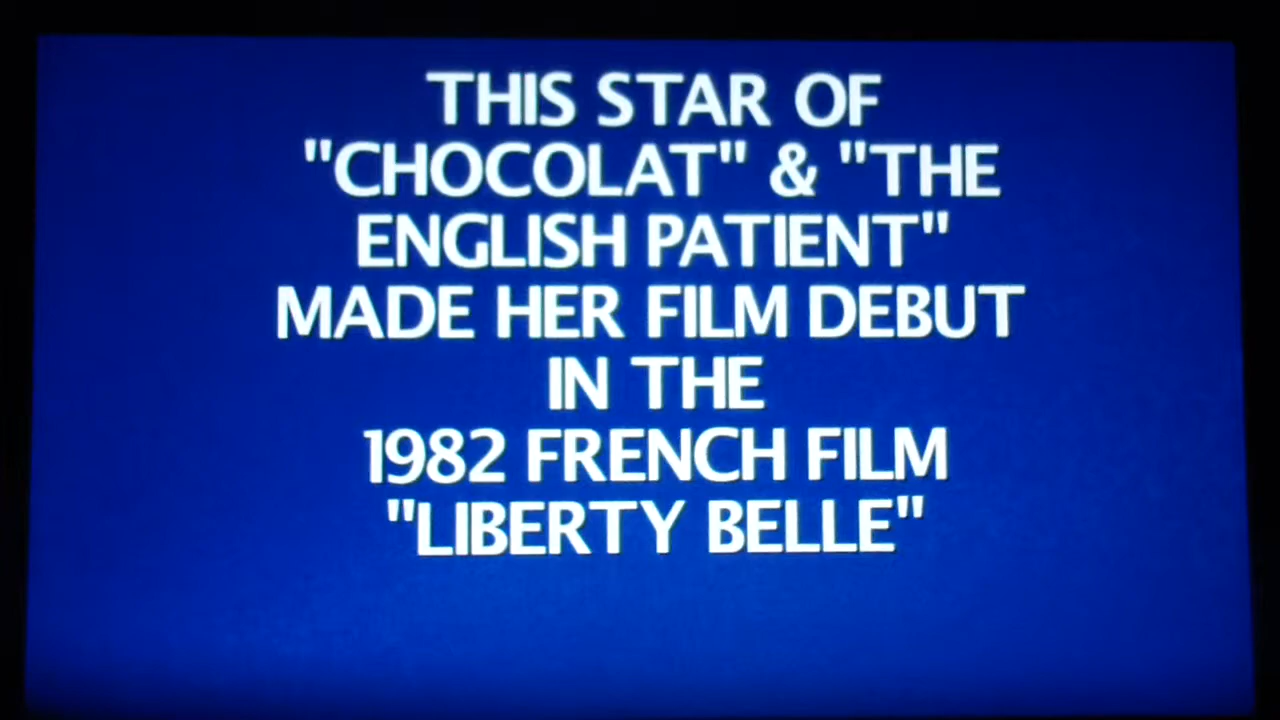 THIS STAR OF
"CHOCOLAT" & "THE
ENGLISH PATIENT"
MADE HER FILM DEBUT
IN THE
1982 FRENCH FILM
"LIBERTY BELLE"